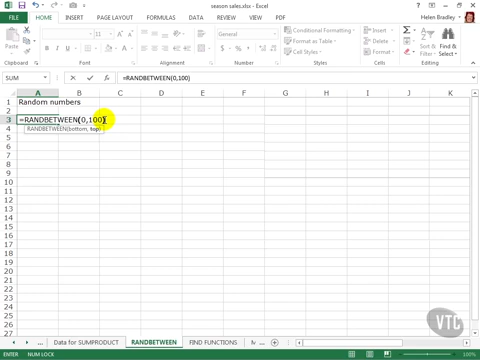 season sales.xlsx - Excel
FILE HOME INSERT PAGE LAYOUT FORMULAS DATA REVIEW VIEW PDF Helen Bradley
Paste
Clipboard Font Alignment Number
Conditional Formatting
Format as Table
Cell Styles
Styles
Insert
Delete
Format
Cells
Sort & Filter
Find & Select
Editing
SUM =RANDBETWEEN(0,100)
A B C D E F G H I J K
1 Random numbers
2
3 =RANDBETWEEN(0,100)
4 RANDBETWEEN(bottom, top)
5
6
7
8
9
10
11
12
13
14
15
16
17
18
19
20
21
22
23
24
25
26
27
Data for SUMPRODUCT RANDBETWEEN FIND FUNCTIONS
VTC
ENTER NUM LOCK 100%